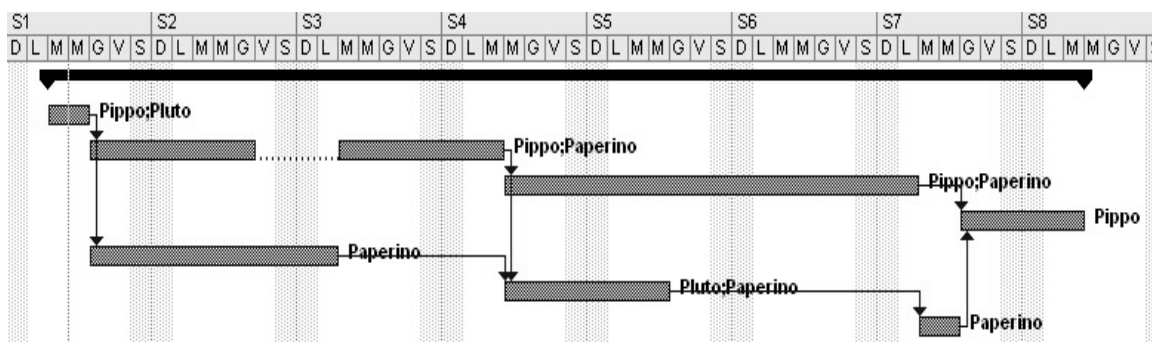 S1 S2 S3 S4 S5 S6 S7 S8
D L M M G V S D L M M G V S D L M M G V S D L M M G V S D L M M G V S D L M M G V S D L M M G V S D L M M G V
Pippo;Pluto
Pippo;Paperino
Pippo;Paperino
Pippo
Paperino
Pluto;Paperino
Paperino